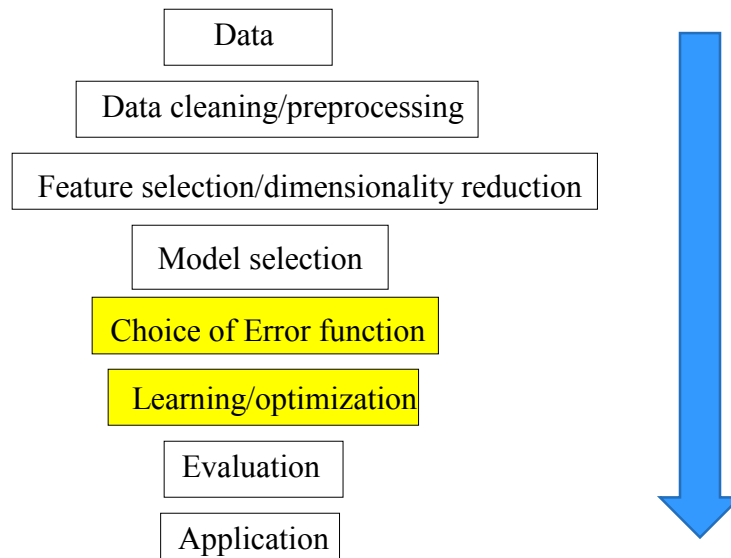 Data
Data cleaning/preprocessing
Feature selection/dimensionality reduction
Model selection
Choice of Error function
Learning/optimization
Evaluation
Application